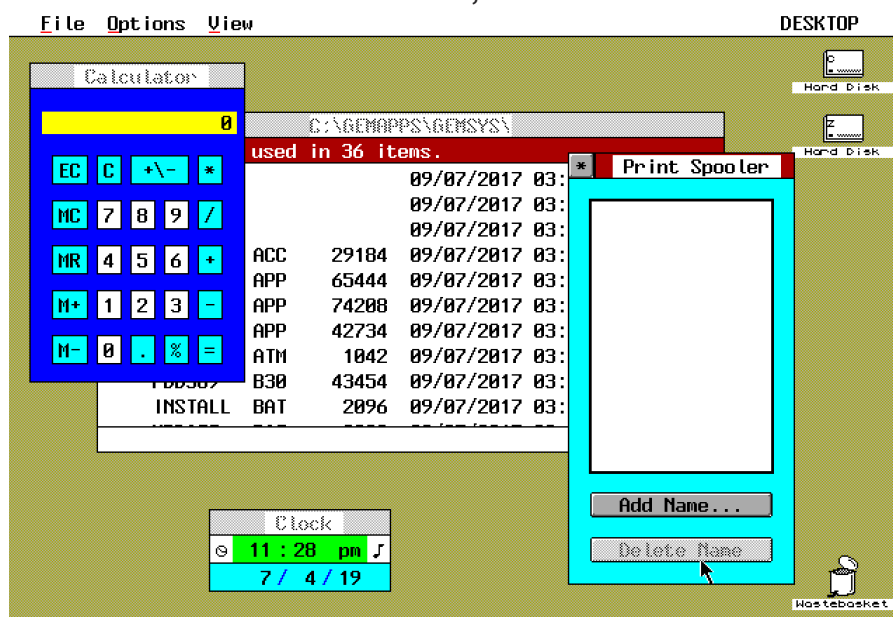 File Options View DESKTOP
Hard Disk
Hard Disk
Calculator
0
EC C +\- *
MC 7 8 9 /
MR 4 5 6 +
M+ 1 2 3 -
M- 0 . % =
C:\GEMAPPS\GEMSYS\
used in 36 items.
09/07/2017 03:
09/07/2017 03:
09/07/2017 03:
ACC 29184 09/07/2017 03:
APP 65444 09/07/2017 03:
APP 74208 09/07/2017 03:
APP 42734 09/07/2017 03:
ATM 1042 09/07/2017 03:
B30 43454 09/07/2017 03:
INSTALL BAT 2096 09/07/2017 03:
* Print Spooler
Add Name...
Delete Name
Clock
11 : 28 pm
7 / 4 / 19
Wastebasket